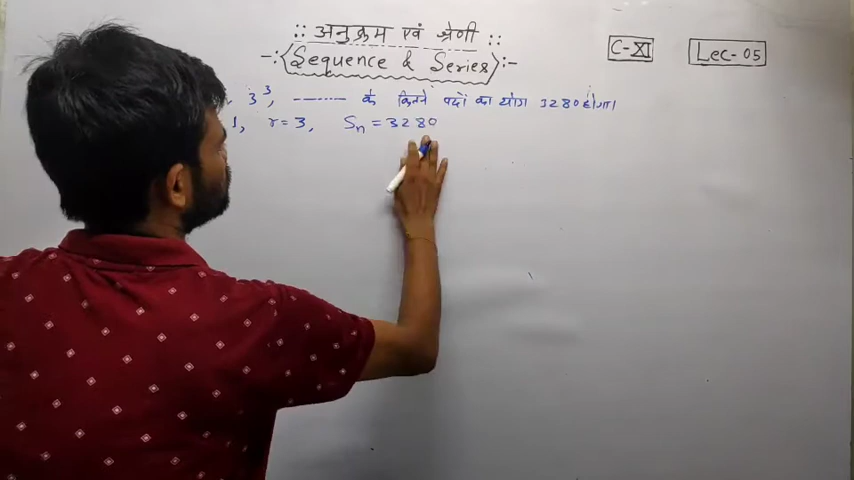 :: अनुक्रम एवं श्रेणी ::
-:{Sequence & Series}:-
C-XI
Lec-05
3³, ------- के कितने पदों का योग 3280 होगा।
1, r = 3, Sn = 3280